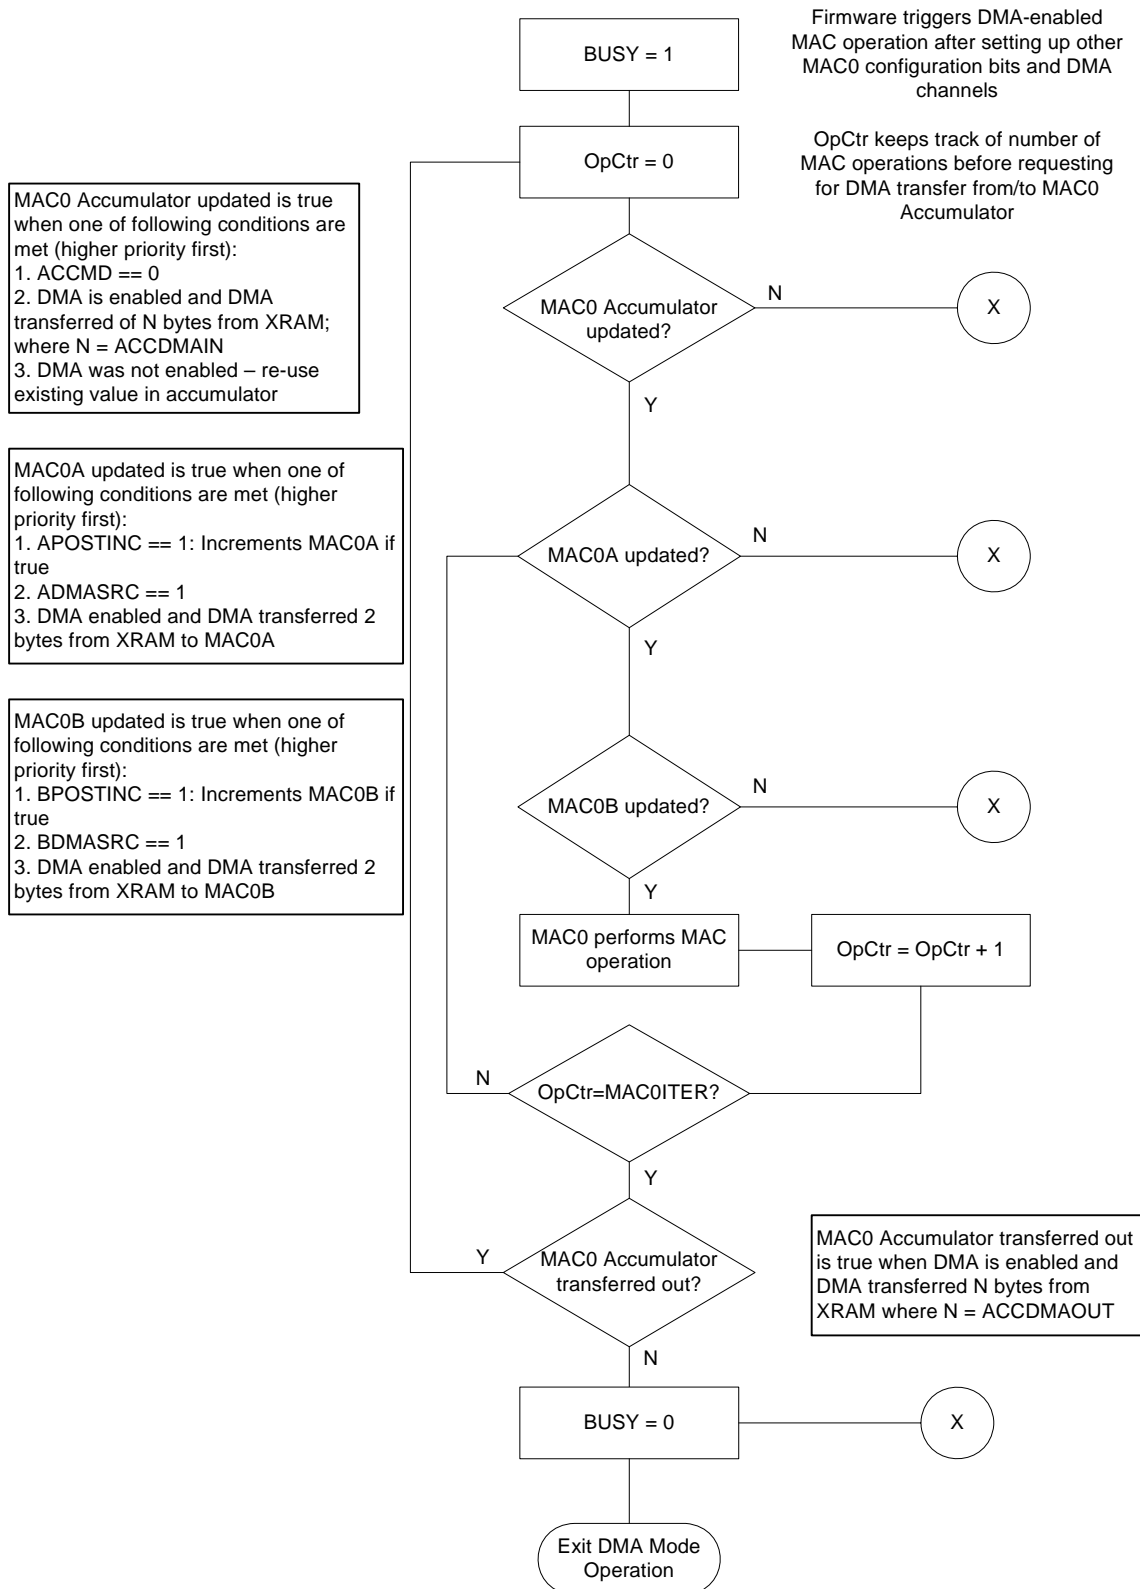 Firmware triggers DMA-enabled
MAC operation after setting up other
MAC0 configuration bits and DMA
channels
BUSY = 1
OpCtr keeps track of number of
MAC operations before requesting
for DMA transfer from/to MAC0
Accumulator
OpCtr = 0
MAC0 Accumulator updated is true
when one of following conditions are
met (higher priority first):
1. ACCMD == 0
2. DMA is enabled and DMA
transferred of N bytes from XRAM;
where N = ACCDMAIN
3. DMA was not enabled – re-use
existing value in accumulator
MAC0 Accumulator
updated?
N
X
Y
MAC0A updated is true when one of
following conditions are met (higher
priority first):
1. APOSTINC == 1: Increments MAC0A if
true
2. ADMASRC == 1
3. DMA enabled and DMA transferred 2
bytes from XRAM to MAC0A
MAC0A updated?
N
X
Y
MAC0B updated is true when one of
following conditions are met (higher
priority first):
1. BPOSTINC == 1: Increments MAC0B if
true
2. BDMASRC == 1
3. DMA enabled and DMA transferred 2
bytes from XRAM to MAC0B
MAC0B updated?
N
X
Y
MAC0 performs MAC
operation
OpCtr = OpCtr + 1
N
OpCtr=MAC0ITER?
Y
Y
MAC0 Accumulator
transferred out?
MAC0 Accumulator transferred out
is true when DMA is enabled and
DMA transferred N bytes from
XRAM where N = ACCDMAOUT
N
BUSY = 0
X
Exit DMA Mode
Operation